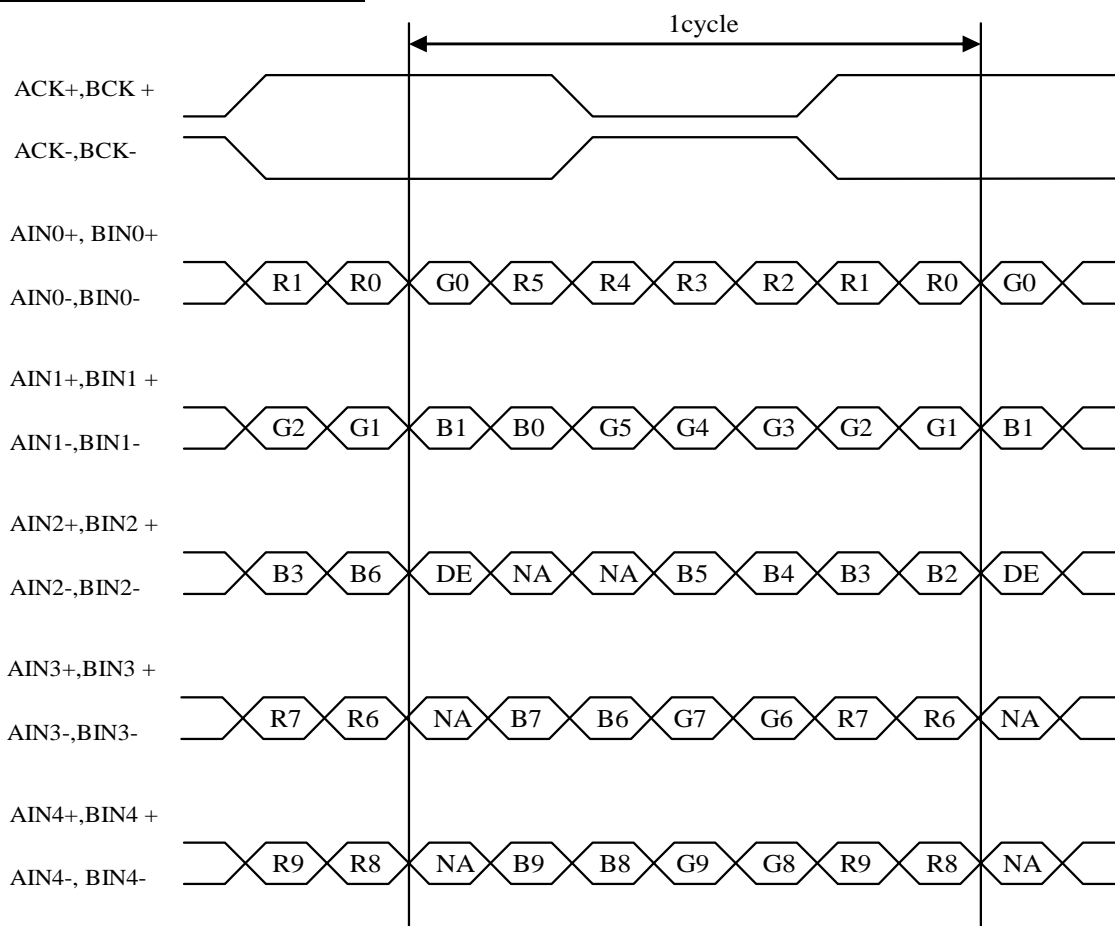 1cycle
ACK+,BCK +
ACK-,BCK-
AIN0+, BIN0+
R1 R0 G0 R5 R4 R3 R2 R1 R0 G0
AIN0-,BIN0-
AIN1+,BIN1 +
G2 G1 B1 B0 G5 G4 G3 G2 G1 B1
AIN1-,BIN1-
AIN2+,BIN2 +
B3 B6 DE NA NA B5 B4 B3 B2 DE
AIN2-,BIN2-
AIN3+,BIN3 +
R7 R6 NA B7 B6 G7 G6 R7 R6 NA
AIN3-,BIN3-
AIN4+,BIN4 +
R9 R8 NA B9 B8 G9 G8 R9 R8 NA
AIN4-, BIN4-